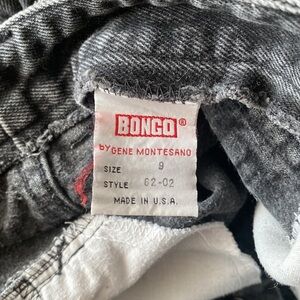 BONGO®
by GENE MONTESANO
SIZE 9
STYLE 62-02
MADE IN U.S.A.